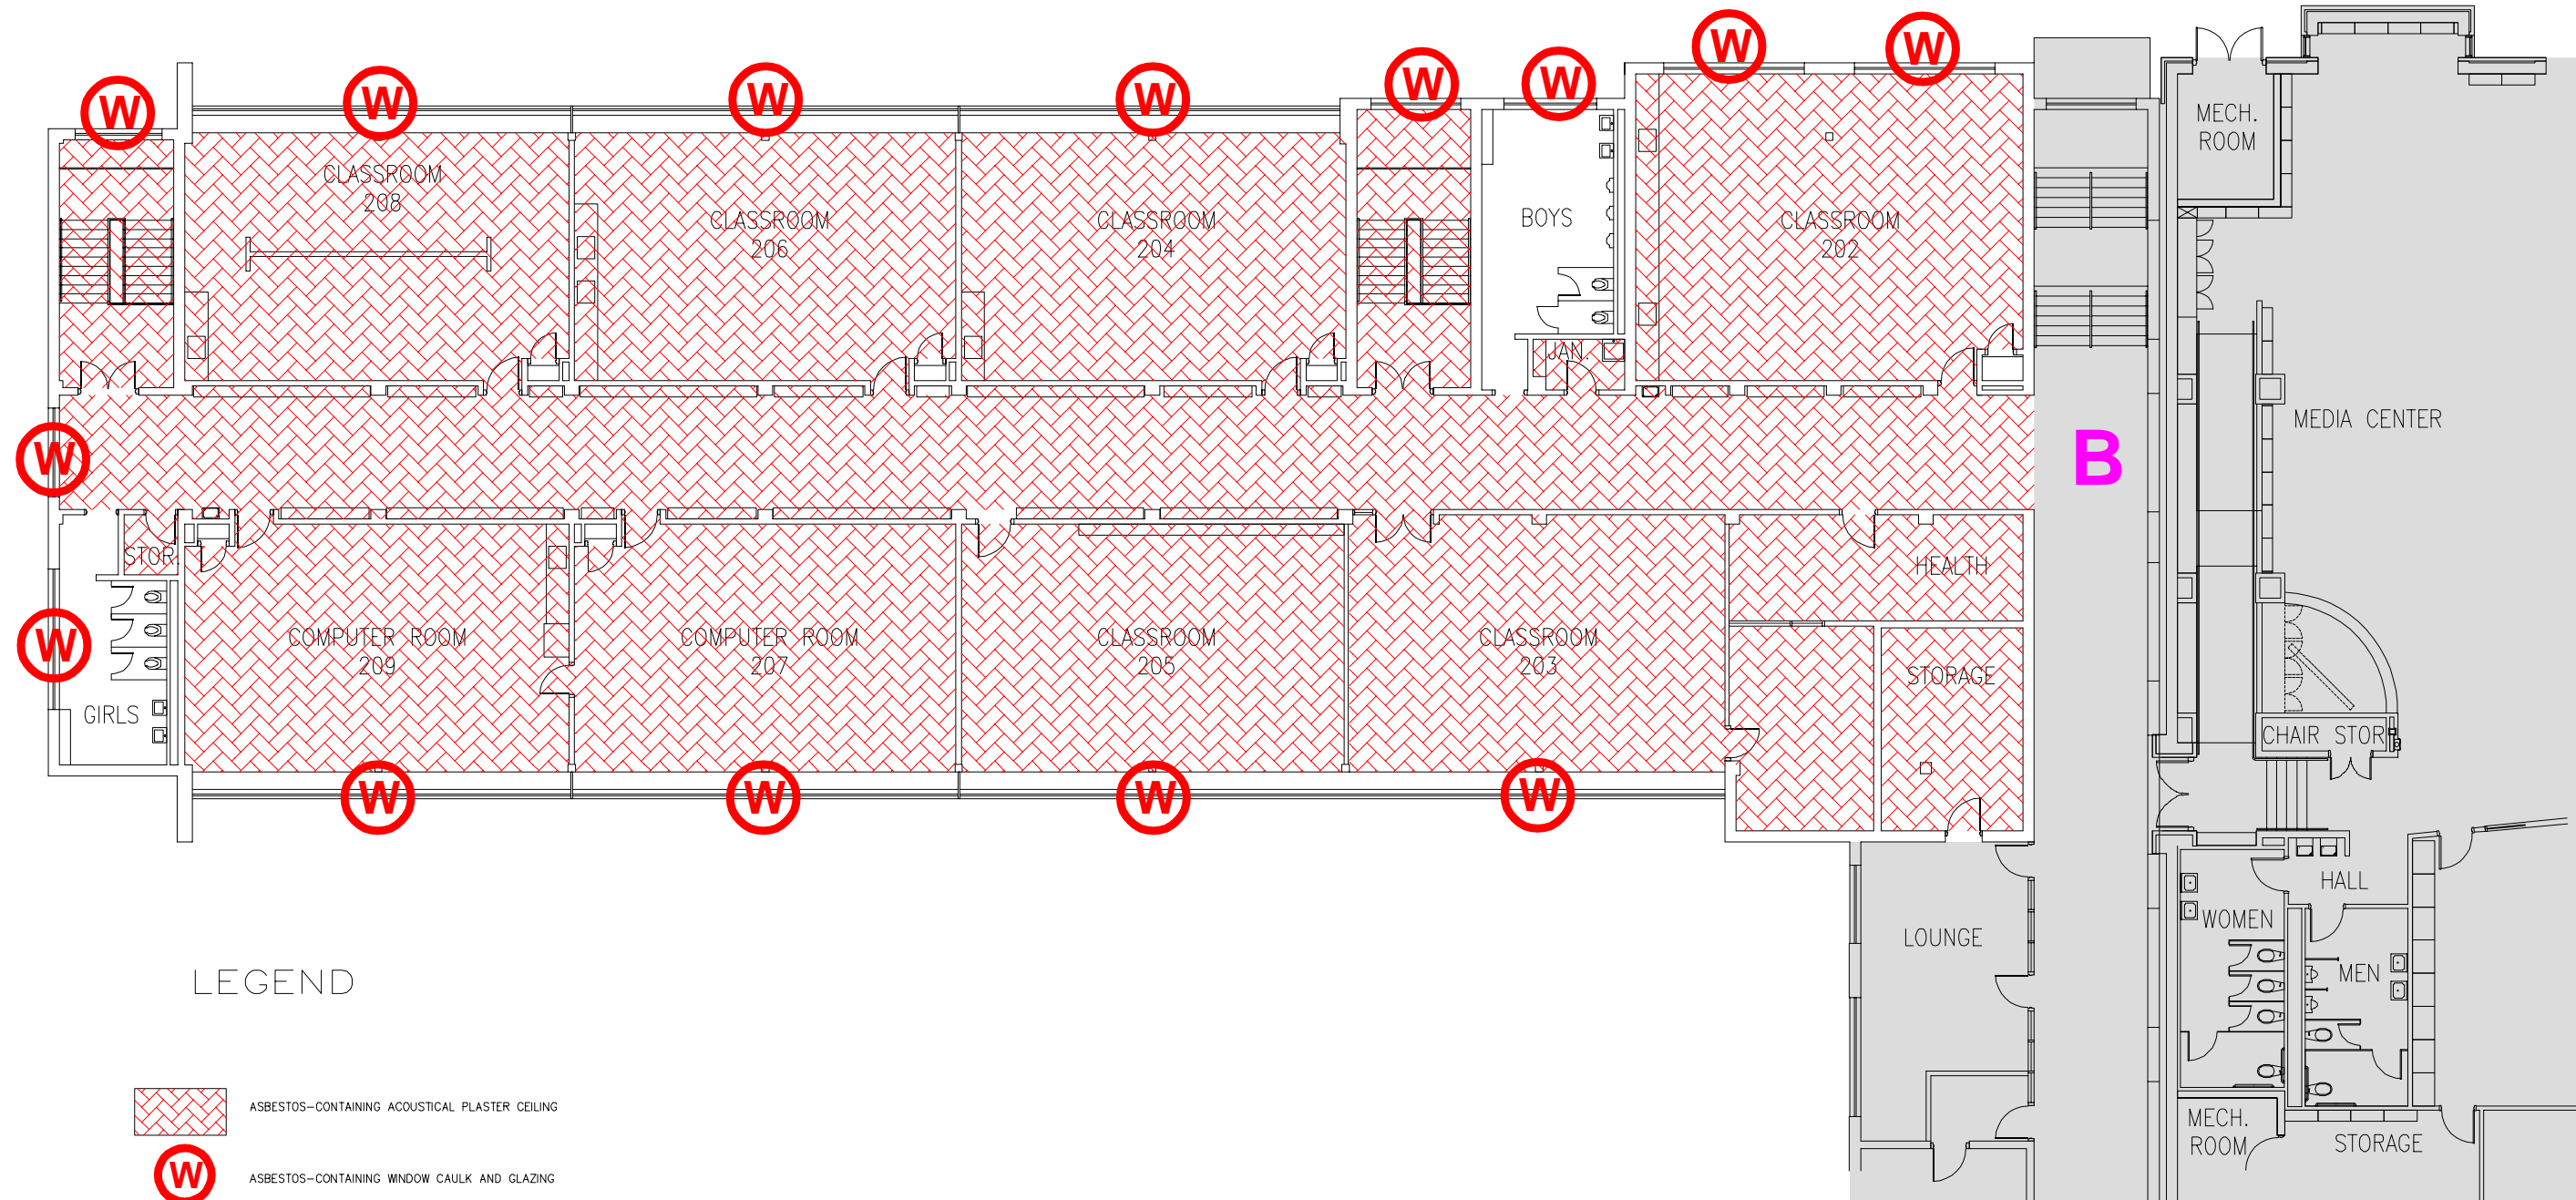 W
W
W
W
W
W
W
W
MECH.
ROOM
CLASSROOM
208
CLASSROOM
206
CLASSROOM
204
BOYS
CLASSROOM
202
JAN.
MEDIA CENTER
W
B
STOR.
HEALTH
W
COMPUTER ROOM
209
COMPUTER ROOM
207
CLASSROOM
205
CLASSROOM
203
STORAGE
GIRLS
CHAIR STOR
W
W
W
W
HALL
WOMEN
LOUNGE
MEN
LEGEND
MECH.
ROOM
STORAGE
ASBESTOS-CONTAINING ACOUSTICAL PLASTER CEILING
W
ASBESTOS-CONTAINING WINDOW CAULK AND GLAZING